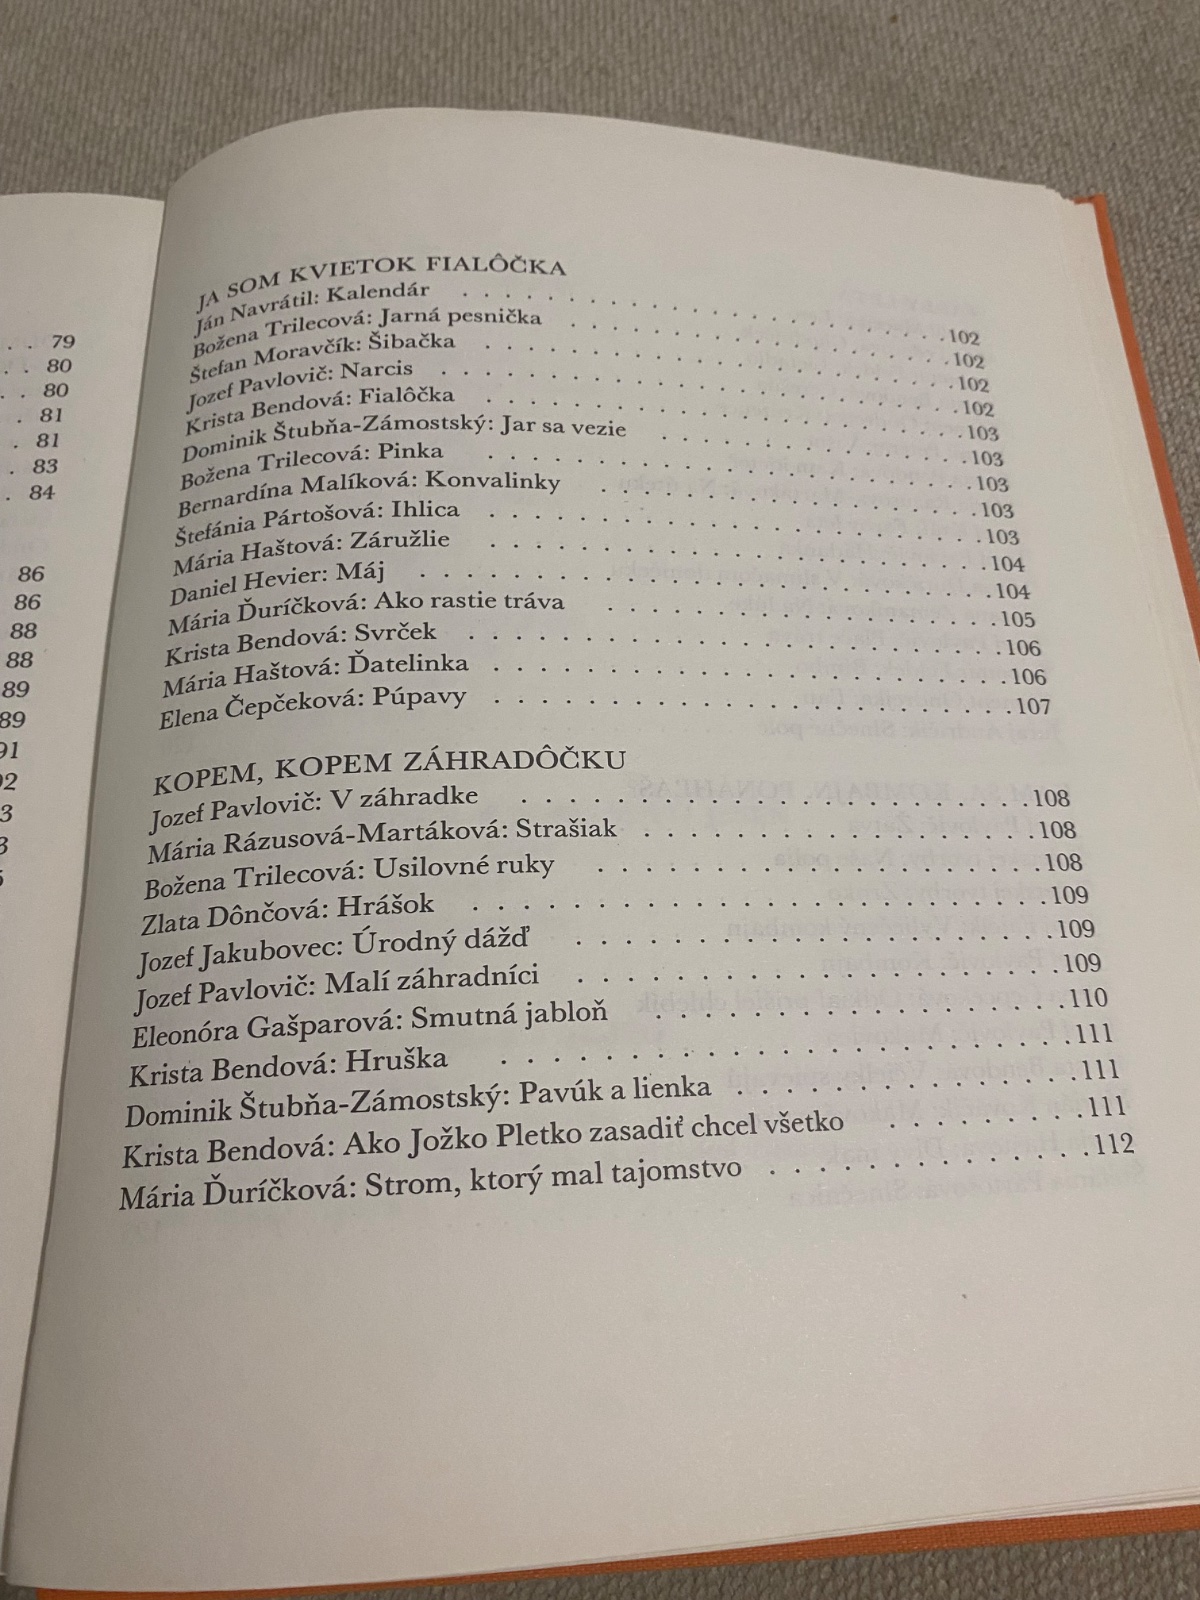 . . 79
. . 80
. . 80
. 81
. 81
. 83
. 84
86
86
88
88
89
89
JA SOM KVIETOK FIALÔČKA
Ján Navrátil: Kalendár . . . . . . . . . . 102
Božena Trilecová: Jarná pesnička . . . . . . . . . . 102
Štefan Moravčík: Šibačka . . . . . . . . . . 102
Jozef Pavlovič: Narcis . . . . . . . . . . 102
Krista Bendová: Fialôčka . . . . . . . . . . 103
Dominik Štubňa-Zámostský: Jar sa vezie . . . . . . . . . . 103
Božena Trilecová: Pinka . . . . . . . . . . 103
Bernardína Malíková: Konvalinky . . . . . . . . . . 103
Štefánia Pártošová: Ihlica . . . . . . . . . . 103
Mária Haštová: Záružlie . . . . . . . . . . 104
Daniel Hevier: Máj . . . . . . . . . . 104
Mária Ďuríčková: Ako rastie tráva . . . . . . . . . . 105
Krista Bendová: Svrček . . . . . . . . . . 106
Mária Haštová: Ďatelinka . . . . . . . . . . 106
Elena Čepčeková: Púpavy . . . . . . . . . . 107
KOPEM, KOPEM ZÁHRADÔČKU
Jozef Pavlovič: V záhradke . . . . . . . . . . 108
Mária Rázusová-Martáková: Strašiak . . . . . . . . . . 108
Božena Trilecová: Usilovné ruky . . . . . . . . . . 108
Zlata Dônčová: Hrášok . . . . . . . . . . 109
Jozef Jakubovec: Úrodný dážď . . . . . . . . . . 109
Jozef Pavlovič: Malí záhradníci . . . . . . . . . . 109
Eleonóra Gašparová: Smutná jabloň . . . . . . . . . . 110
Krista Bendová: Hruška . . . . . . . . . . 111
Dominik Štubňa-Zámostský: Pavúk a lienka . . . . . . . . . . 111
Krista Bendová: Ako Jožko Pletko zasadiť chcel všetko . . . . . . 111
Mária Ďuríčková: Strom, ktorý mal tajomstvo . . . . . . . . . . 112